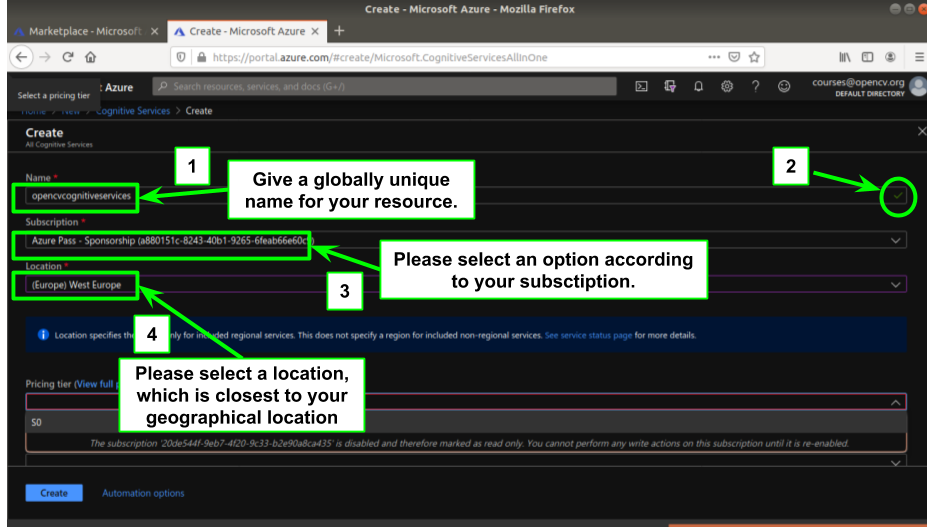 Create - Microsoft Azure - Mozilla Firefox
Marketplace - Microsoft
Create - Microsoft Azure
https://portal.azure.com/#create/Microsoft.CognitiveServicesAllInOne
Select a pricing tier
Azure
Search resources, services, and docs (G+/)
courses@opencv.org
DEFAULT DIRECTORY
Home > New > Cognitive Services > Create
Create
All Cognitive Services
1
2
Name *
opencvcognitiveservices
Give a globally unique
name for your resource.
Subscription *
Azure Pass - Sponsorship (a880151c-8243-40b1-9265-6feab66e60c
Please select an option according
to your subsctiption.
Location *
(Europe) West Europe
3
4
Location specifies the only for included regional services. This does not specify a region for included non-regional services. See service status page for more details.
Please select a location,
which is closest to your
geographical location
Pricing tier (View full
S0
The subscription '20de544f-9eb7-4f20-9c33-b2e90a8ca435' is disabled and therefore marked as read only. You cannot perform any write actions on this subscription until it is re-enabled.
Create
Automation options